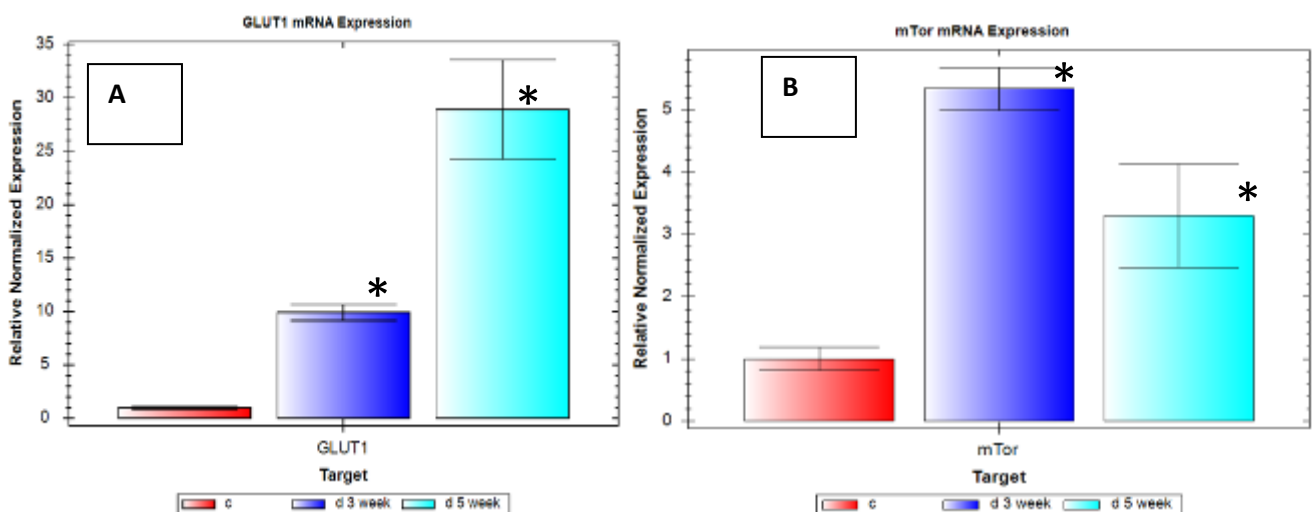 GLUT1 mRNA Expression
A
Relative Normalized Expression
35
30
25
20
15
10
5
0
*
*
GLUT1
Target
c d 3 week d 5 week
mTor mRNA Expression
B
Relative Normalized Expression
5
4
3
2
1
0
*
*
mTor
Target
c d 3 week d 5 week